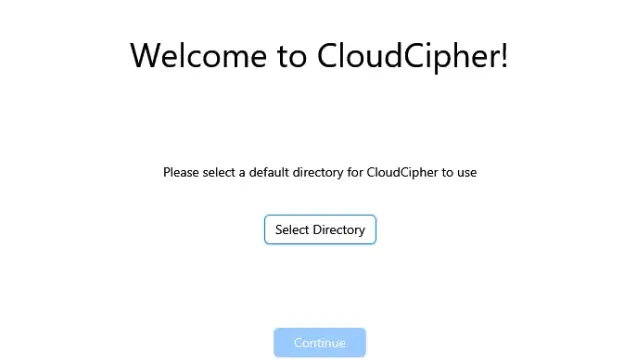 Welcome to CloudCipher!
Please select a default directory for CloudCipher to use
Select Directory
Continue